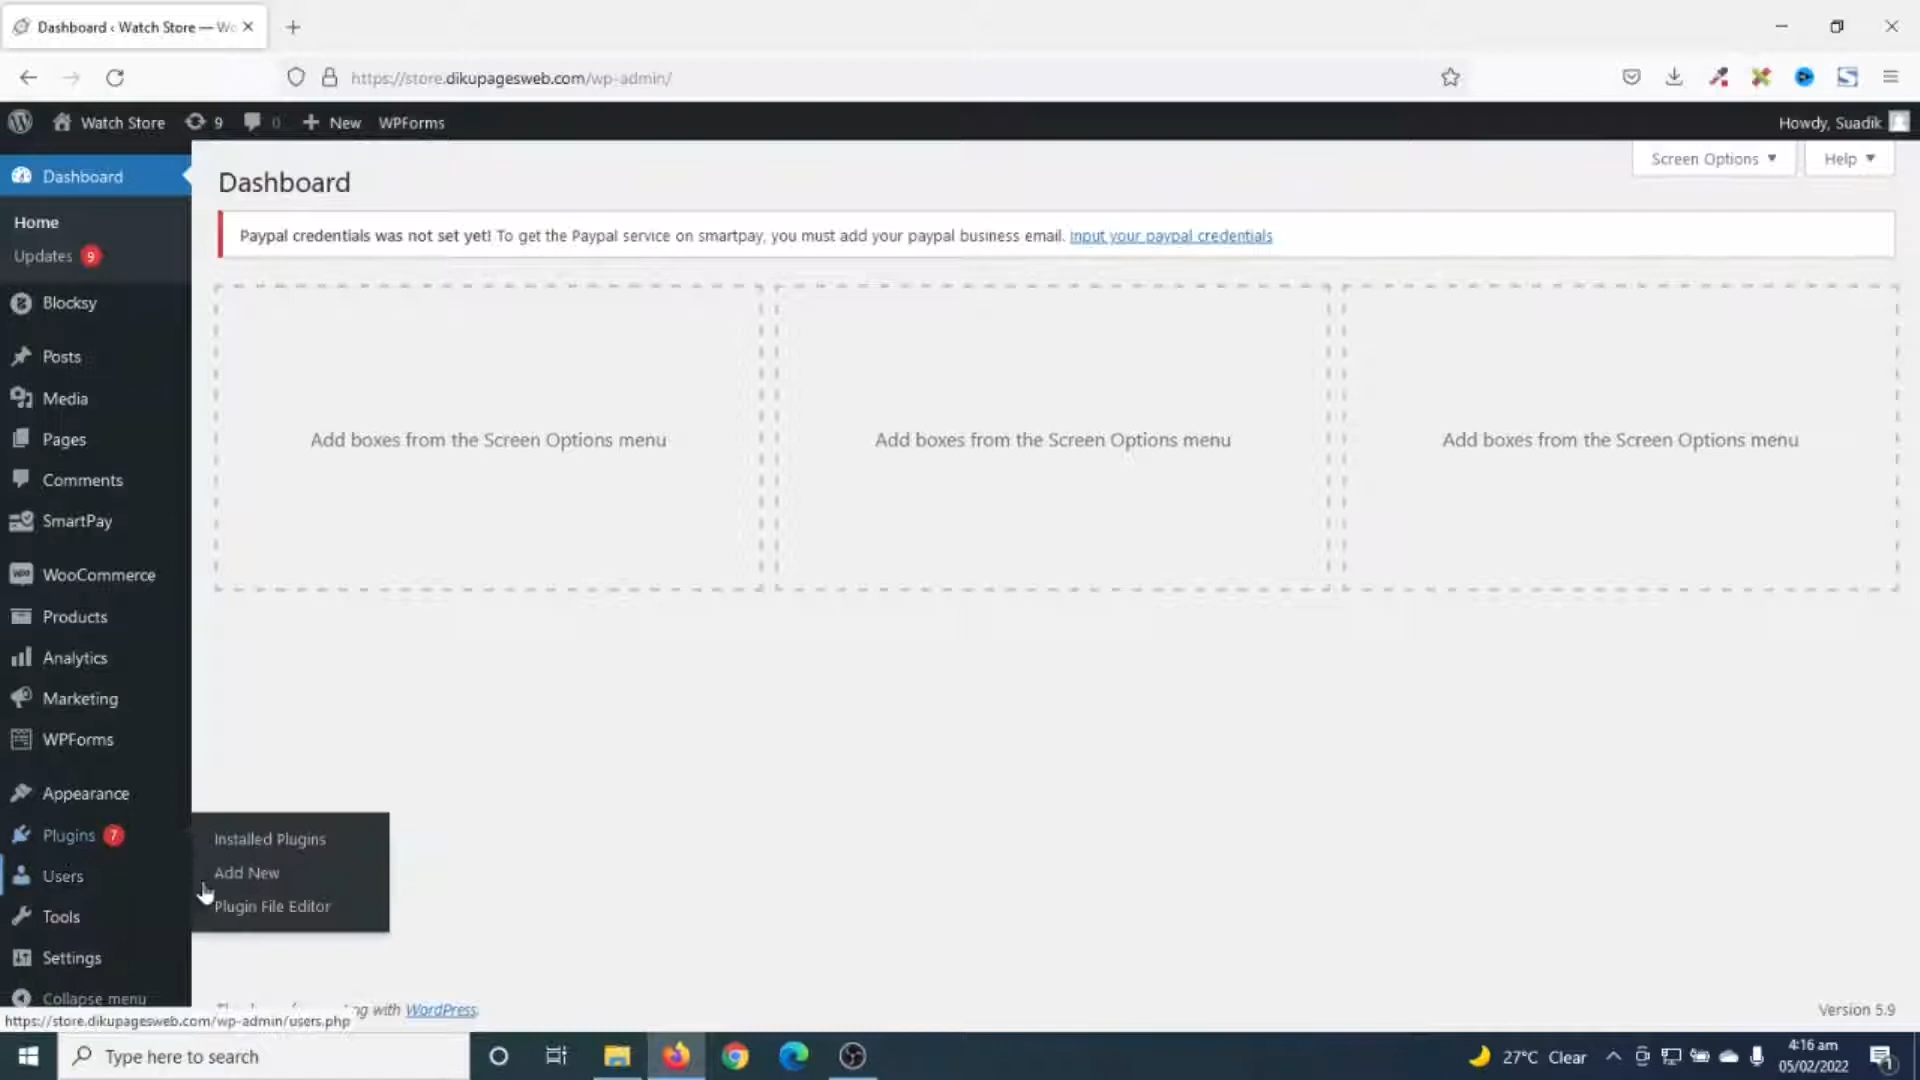 Dashboard ‹ Watch Store — Wo
https://store.dikupagesweb.com/wp-admin/
Watch Store
9
0
New
WPForms
Howdy, Suadik
Dashboard
Home
Updates 9
Blocksy
Posts
Media
Pages
Comments
SmartPay
WooCommerce
Products
Analytics
Marketing
WPForms
Appearance
Plugins 7
Users
Tools
Settings
Collapse menu
Installed Plugins
Add New
Plugin File Editor
Screen Options
Help
Dashboard
Paypal credentials was not set yet! To get the Paypal service on smartpay, you must add your paypal business email. Input your paypal credentials
Add boxes from the Screen Options menu
Add boxes from the Screen Options menu
Add boxes from the Screen Options menu
with WordPress.
Version 5.9
https://store.dikupagesweb.com/wp-admin/users.php
Type here to search
27°C Clear
4:16 am
05/02/2022
1